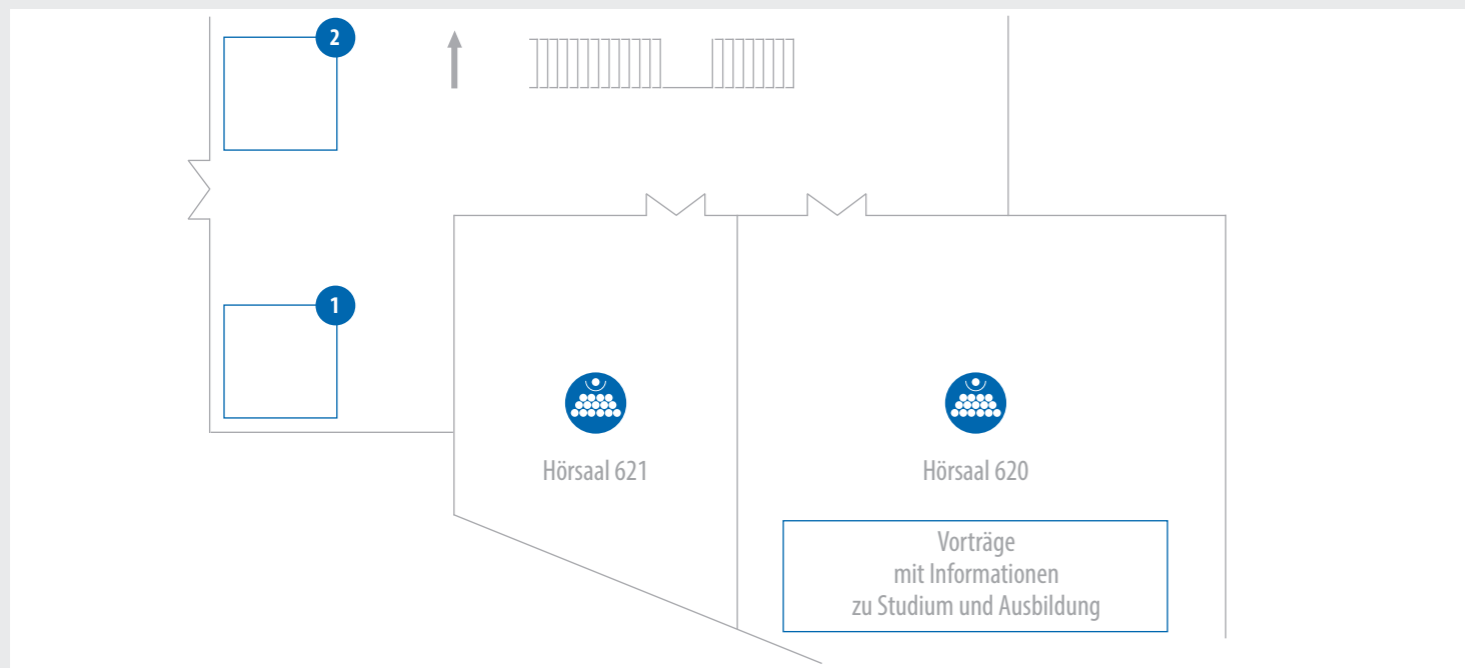 2
1
Hörsaal 621
Hörsaal 620
Vorträge
mit Informationen
zu Studium und Ausbildung